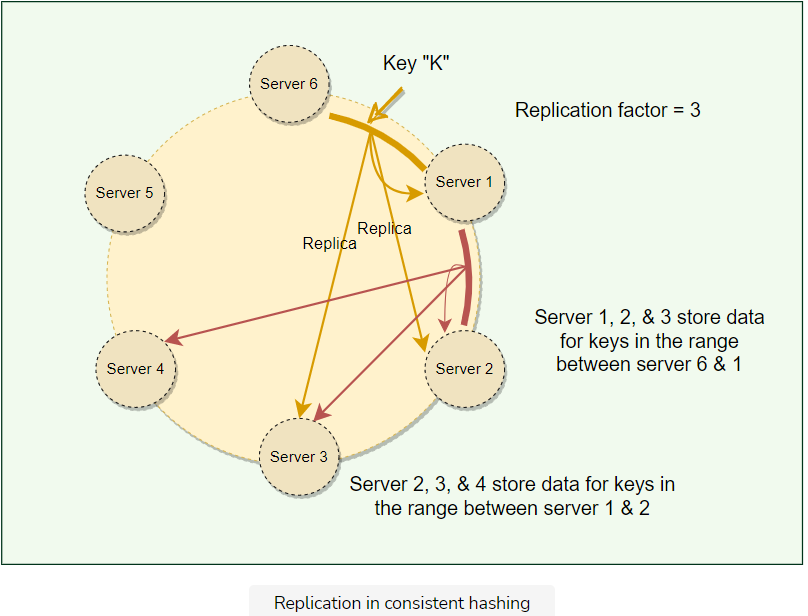 Key "K"
Server 6
Replication factor = 3
Server 1
Server 5
Replica
Replica
Server 1, 2, & 3 store data
for keys in the range
between server 6 & 1
Server 4
Server 2
Server 3
Server 2, 3, & 4 store data for keys in
the range between server 1 & 2
Replication in consistent hashing